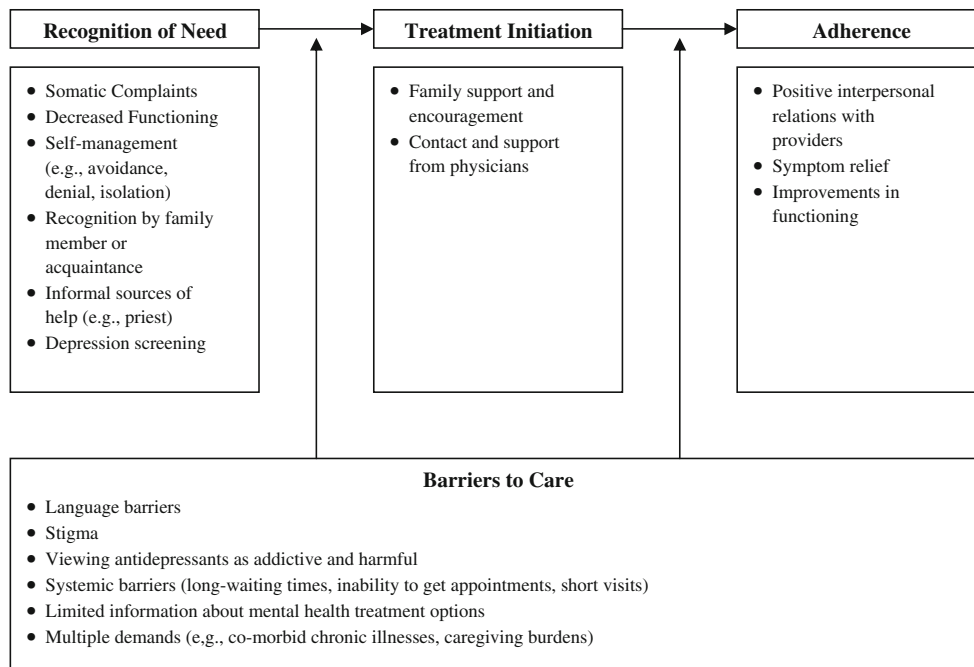 Recognition of Need
Treatment Initiation
Adherence
• Somatic Complaints
• Decreased Functioning
• Self-management
(e.g., avoidance,
denial, isolation)
• Recognition by family
member or
acquaintance
• Informal sources of
help (e.g., priest)
• Depression screening
• Family support and
encouragement
• Contact and support
from physicians
• Positive interpersonal
relations with
providers
• Symptom relief
• Improvements in
functioning
Barriers to Care
• Language barriers
• Stigma
• Viewing antidepressants as addictive and harmful
• Systemic barriers (long-waiting times, inability to get appointments, short visits)
• Limited information about mental health treatment options
• Multiple demands (e,g., co-morbid chronic illnesses, caregiving burdens)